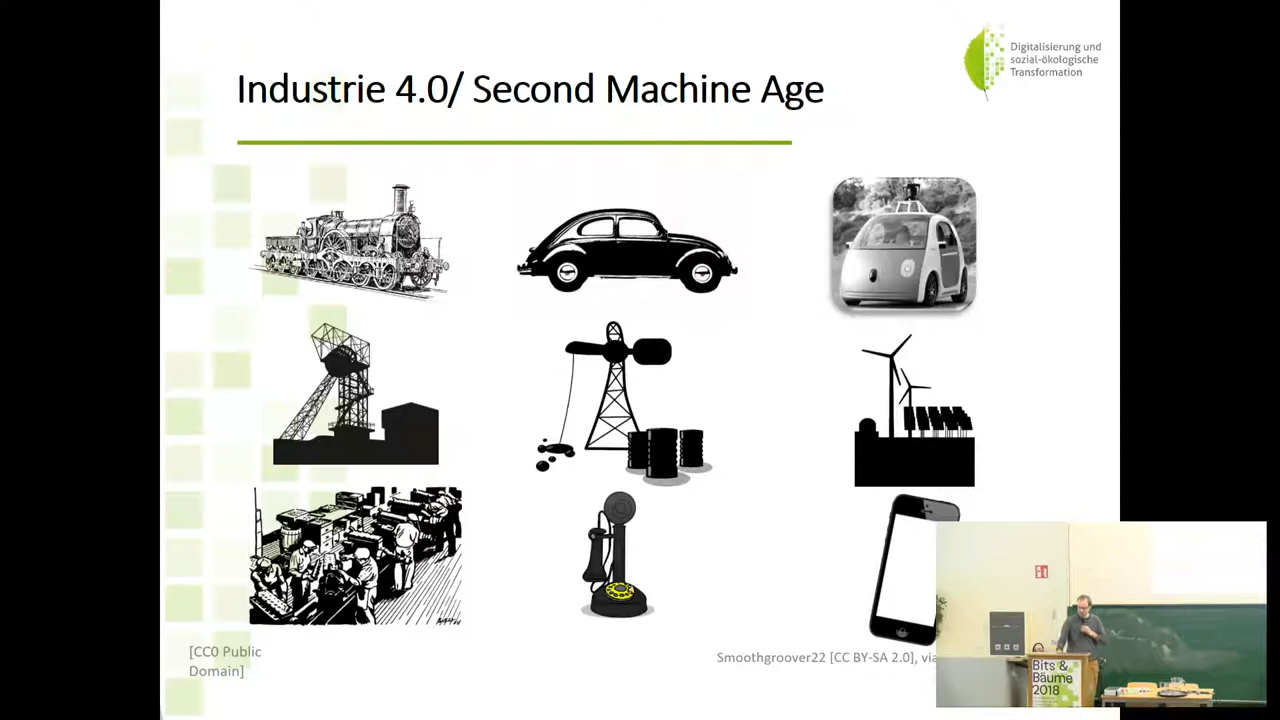 Digitalisierung und
sozial-ökologische
Transformation
Industrie 4.0/ Second Machine Age
[CC0 Public
Domain]
Smoothgroover22 [CC BY-SA 2.0], via
Bits &
Bäume
2018